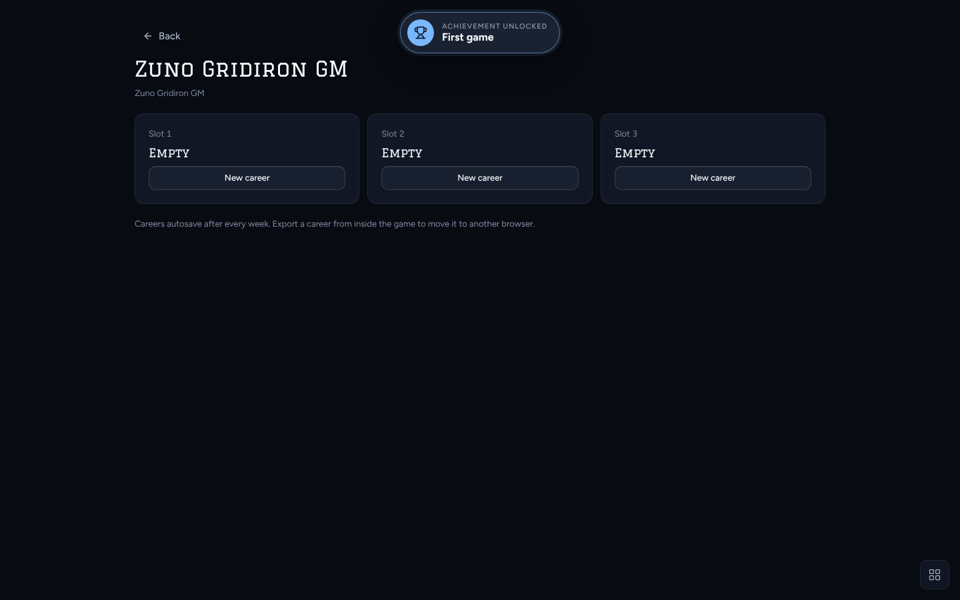 ACHIEVEMENT UNLOCKED
First game
Back
Zuno Gridiron GM
Zuno Gridiron GM
Slot 1
Empty
New career
Slot 2
Empty
New career
Slot 3
Empty
New career
Careers autosave after every week. Export a career from inside the game to move it to another browser.